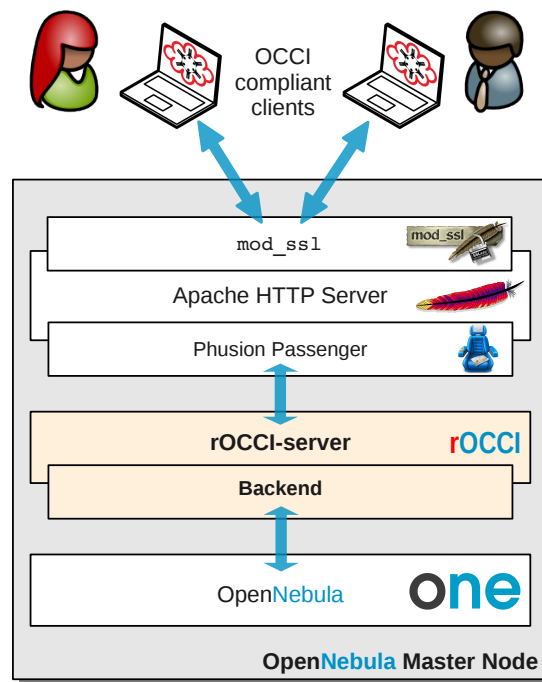 OCCI
compliant
clients
mod_ssl
mod_ssl
Apache HTTP Server
Phusion Passenger
rOCCI-server
rOCCI
Backend
OpenNebula
one
OpenNebula Master Node